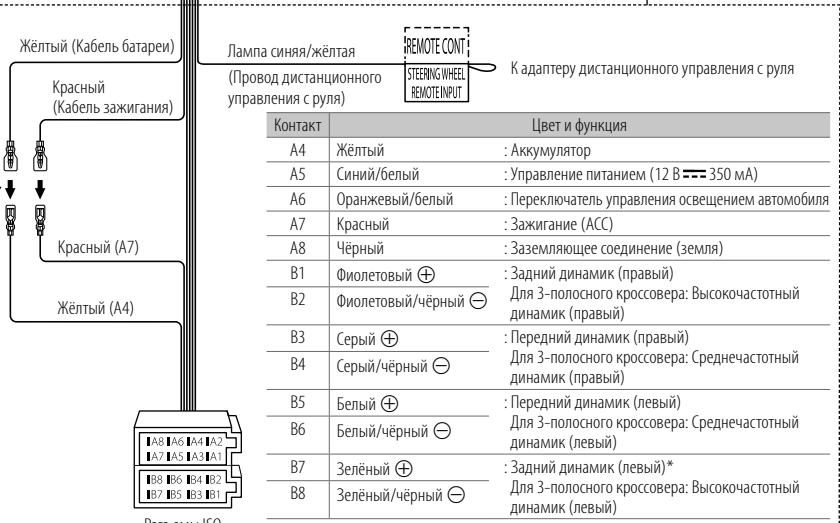 Жёлтый (Кабель батареи)
Лампа синяя/жёлтая
(Провод дистанционного
управления с руля)
REMOTE CONT
STEERING WHEEL
REMOTE INPUT
К адаптеру дистанционного управления с руля
Красный
(Кабель зажигания)
Красный (A7)
Жёлтый (A4)
Контакт Цвет и функция
A4 Жёлтый : Аккумулятор
A5 Синий/белый : Управление питанием (12 В ⎓ 350 мА)
A6 Оранжевый/белый : Переключатель управления освещением автомобиля
A7 Красный : Зажигание (ACC)
A8 Чёрный : Заземляющее соединение (земля)
B1 Фиолетовый ⊕ : Задний динамик (правый)
B2 Фиолетовый/чёрный ⊖ Для 3-полосного кроссовера: Высокочастотный
динамик (правый)
B3 Серый ⊕ : Передний динамик (правый)
B4 Серый/чёрный ⊖ Для 3-полосного кроссовера: Среднечастотный
динамик (правый)
B5 Белый ⊕ : Передний динамик (левый)
B6 Белый/чёрный ⊖ Для 3-полосного кроссовера: Среднечастотный
динамик (левый)
B7 Зелёный ⊕ : Задний динамик (левый)*
B8 Зелёный/чёрный ⊖ Для 3-полосного кроссовера: Высокочастотный
динамик (левый)
A8 A6 A4 A2
A7 A5 A3 A1
B8 B6 B4 B2
B7 B5 B3 B1